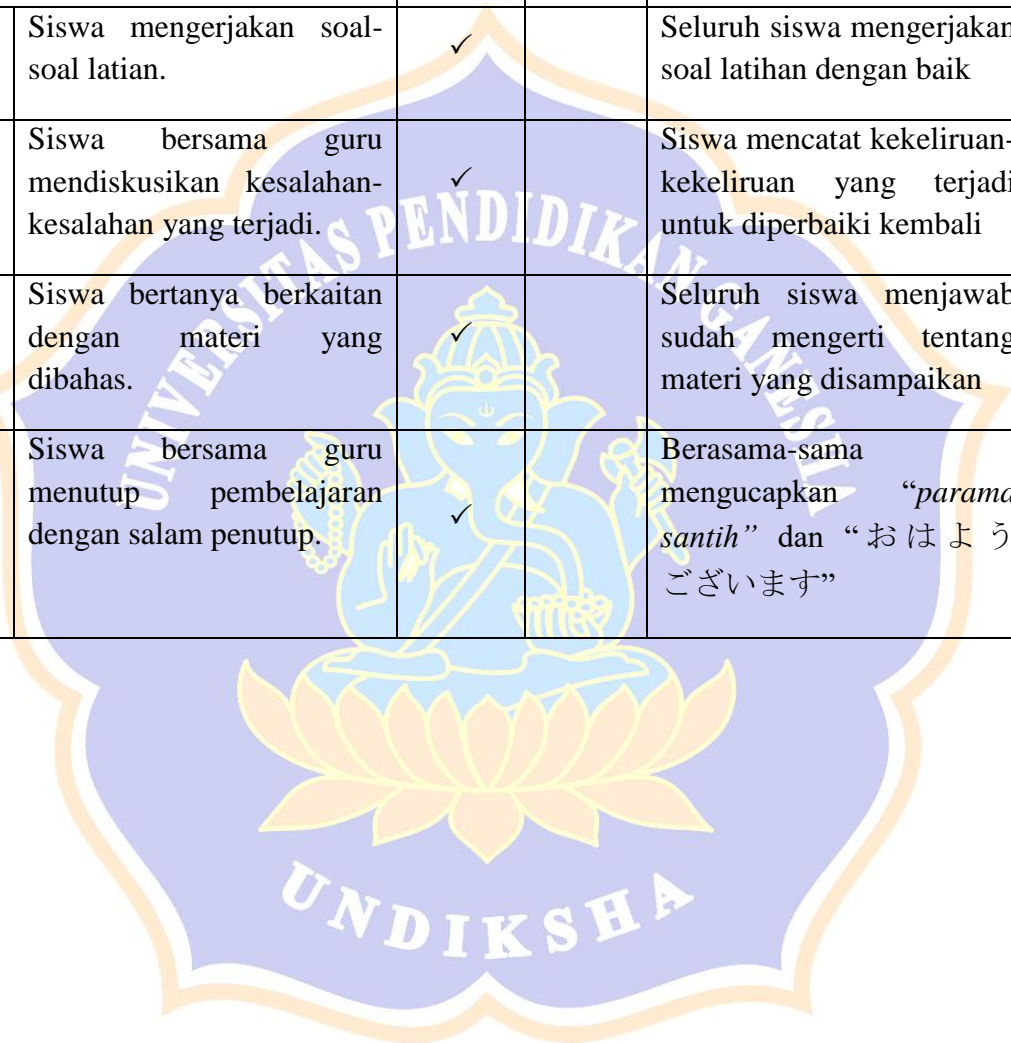 Siswa mengerjakan soal-
soal latian.
✓
Seluruh siswa mengerjakan
soal latihan dengan baik
Siswa bersama guru
mendiskusikan kesalahan-
kesalahan yang terjadi.
✓
Siswa mencatat kekeliruan-
kekeliruan yang terjadi
untuk diperbaiki kembali
Siswa bertanya berkaitan
dengan materi yang
dibahas.
✓
Seluruh siswa menjawab
sudah mengerti tentang
materi yang disampaikan
Siswa bersama guru
menutup pembelajaran
dengan salam penutup.
✓
Berasama-sama
mengucapkan “parama
santih” dan “おはよう
ございます”
UNIVERSITAS PENDIDIKAN GANESHA
UNDIKSHA